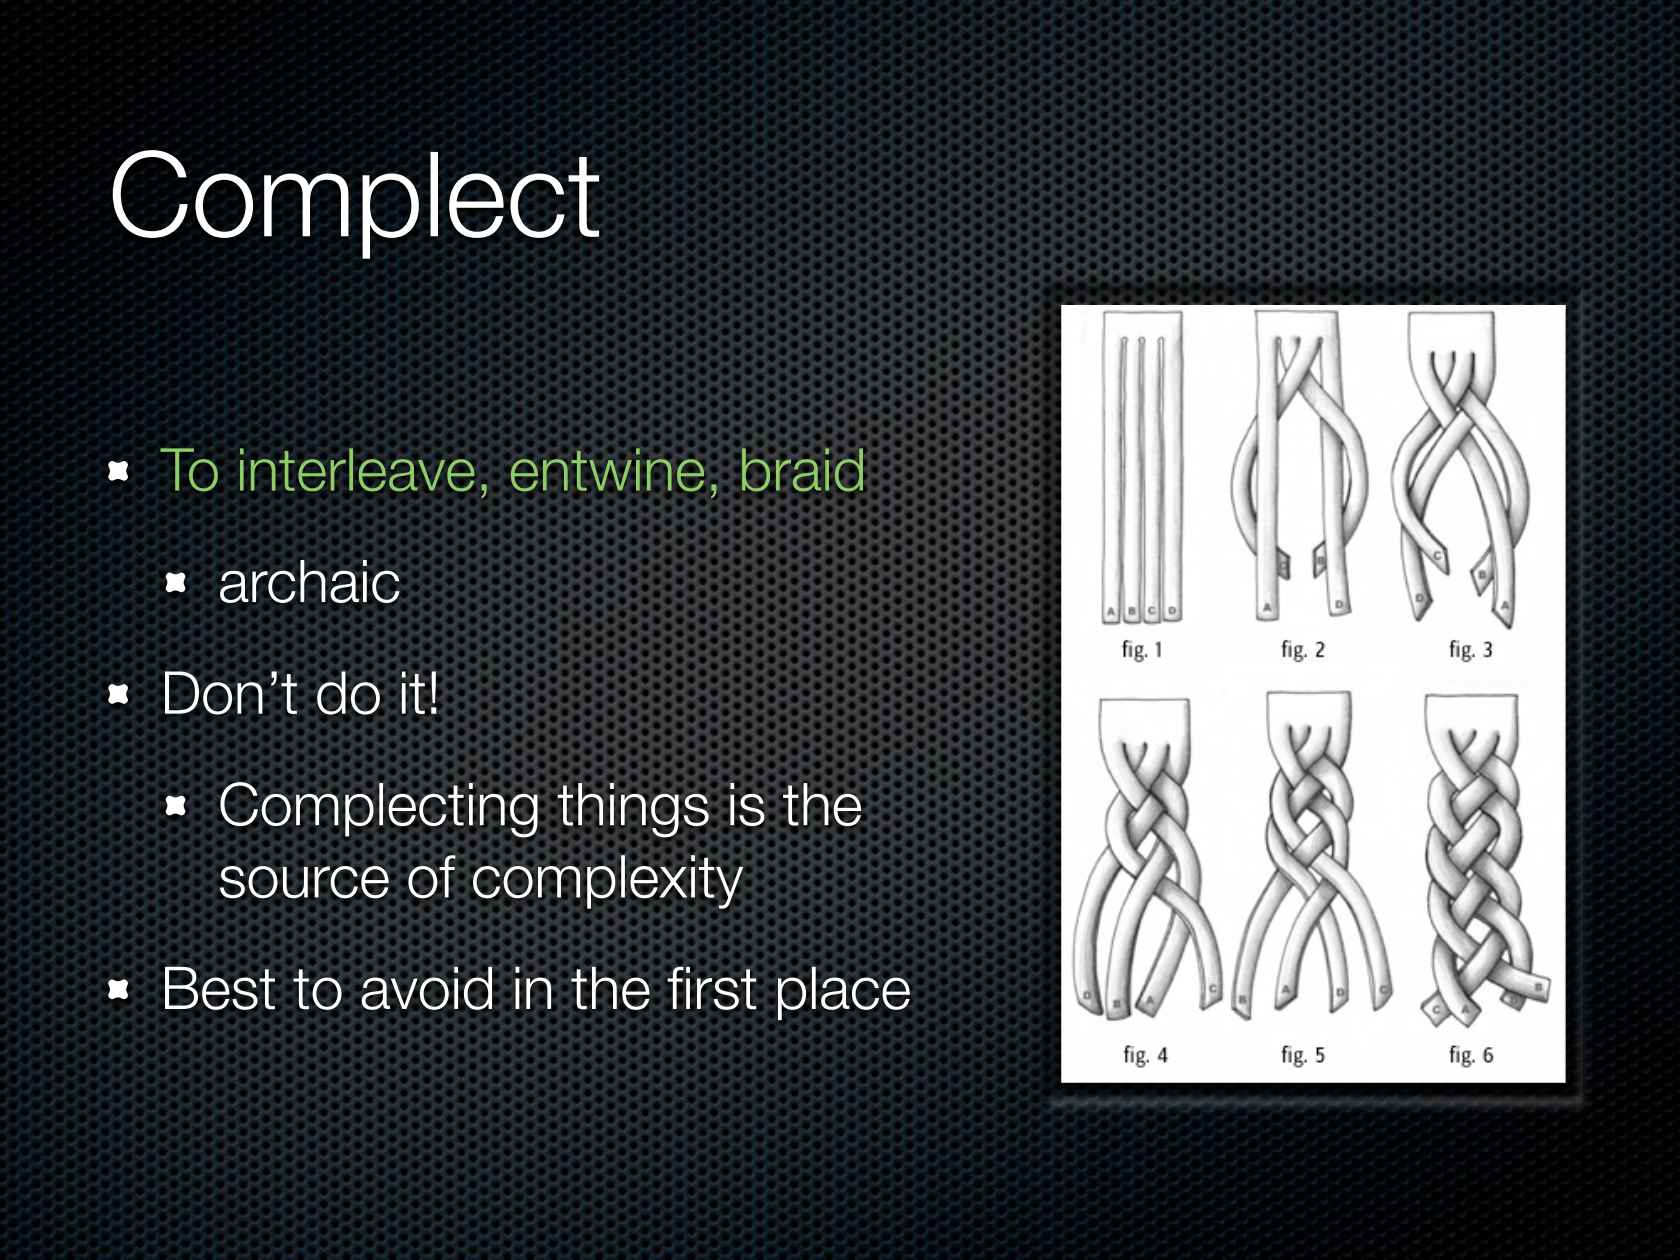 Complect
To interleave, entwine, braid
archaic
Don't do it!
Complecting things is the
source of complexity
Best to avoid in the first place
A B C D
fig. 1
A D
fig. 2
C B
D A
fig. 3
D B A C
fig. 4
B A D C
fig. 5
C A D B
fig. 6